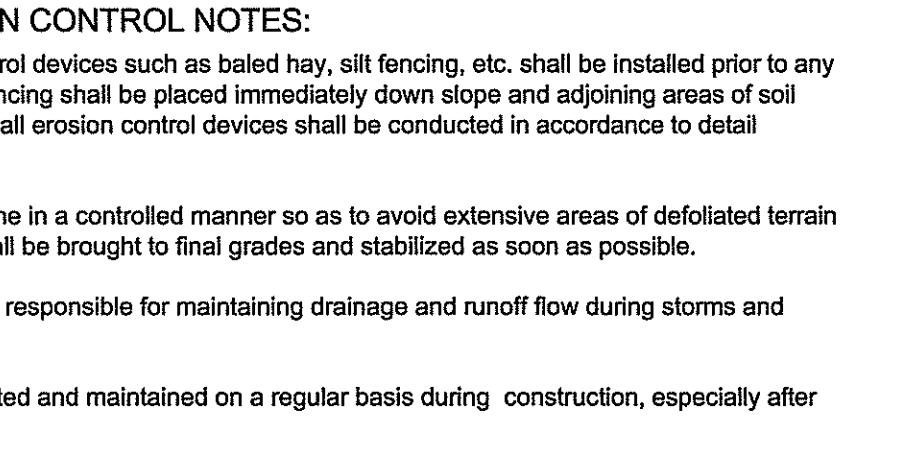 N CONTROL NOTES:
rol devices such as baled hay, silt fencing, etc. shall be installed prior to any
ncing shall be placed immediately down slope and adjoining areas of soil
all erosion control devices shall be conducted in accordance to detail
ne in a controlled manner so as to avoid extensive areas of defoliated terrain
all be brought to final grades and stabilized as soon as possible.
responsible for maintaining drainage and runoff flow during storms and
ted and maintained on a regular basis during construction, especially after